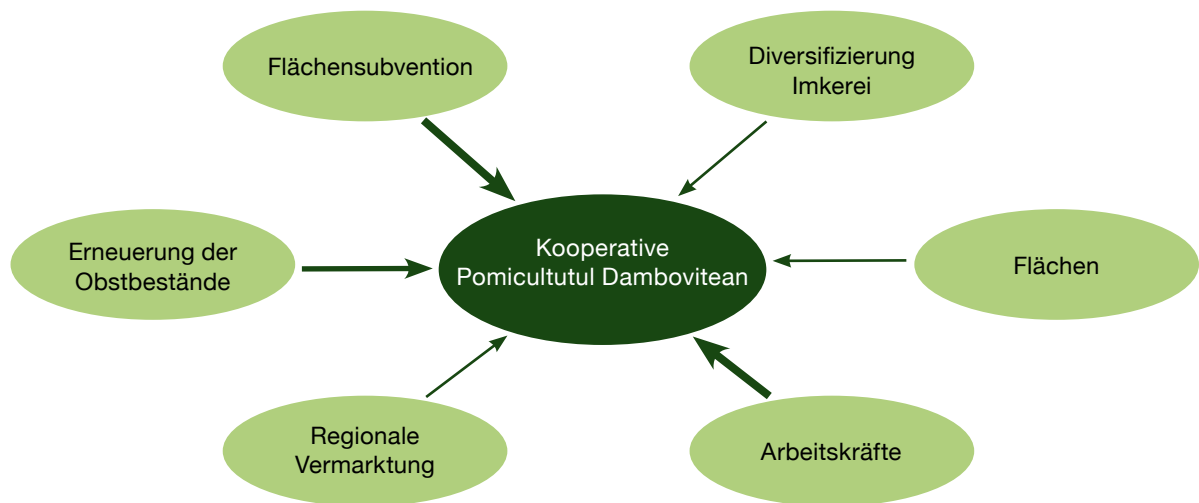 Flächensubvention
Diversifizierung
Imkerei
Erneuerung der
Obstbestände
Kooperative
Pomicultutul Dambovitean
Flächen
Regionale
Vermarktung
Arbeitskräfte